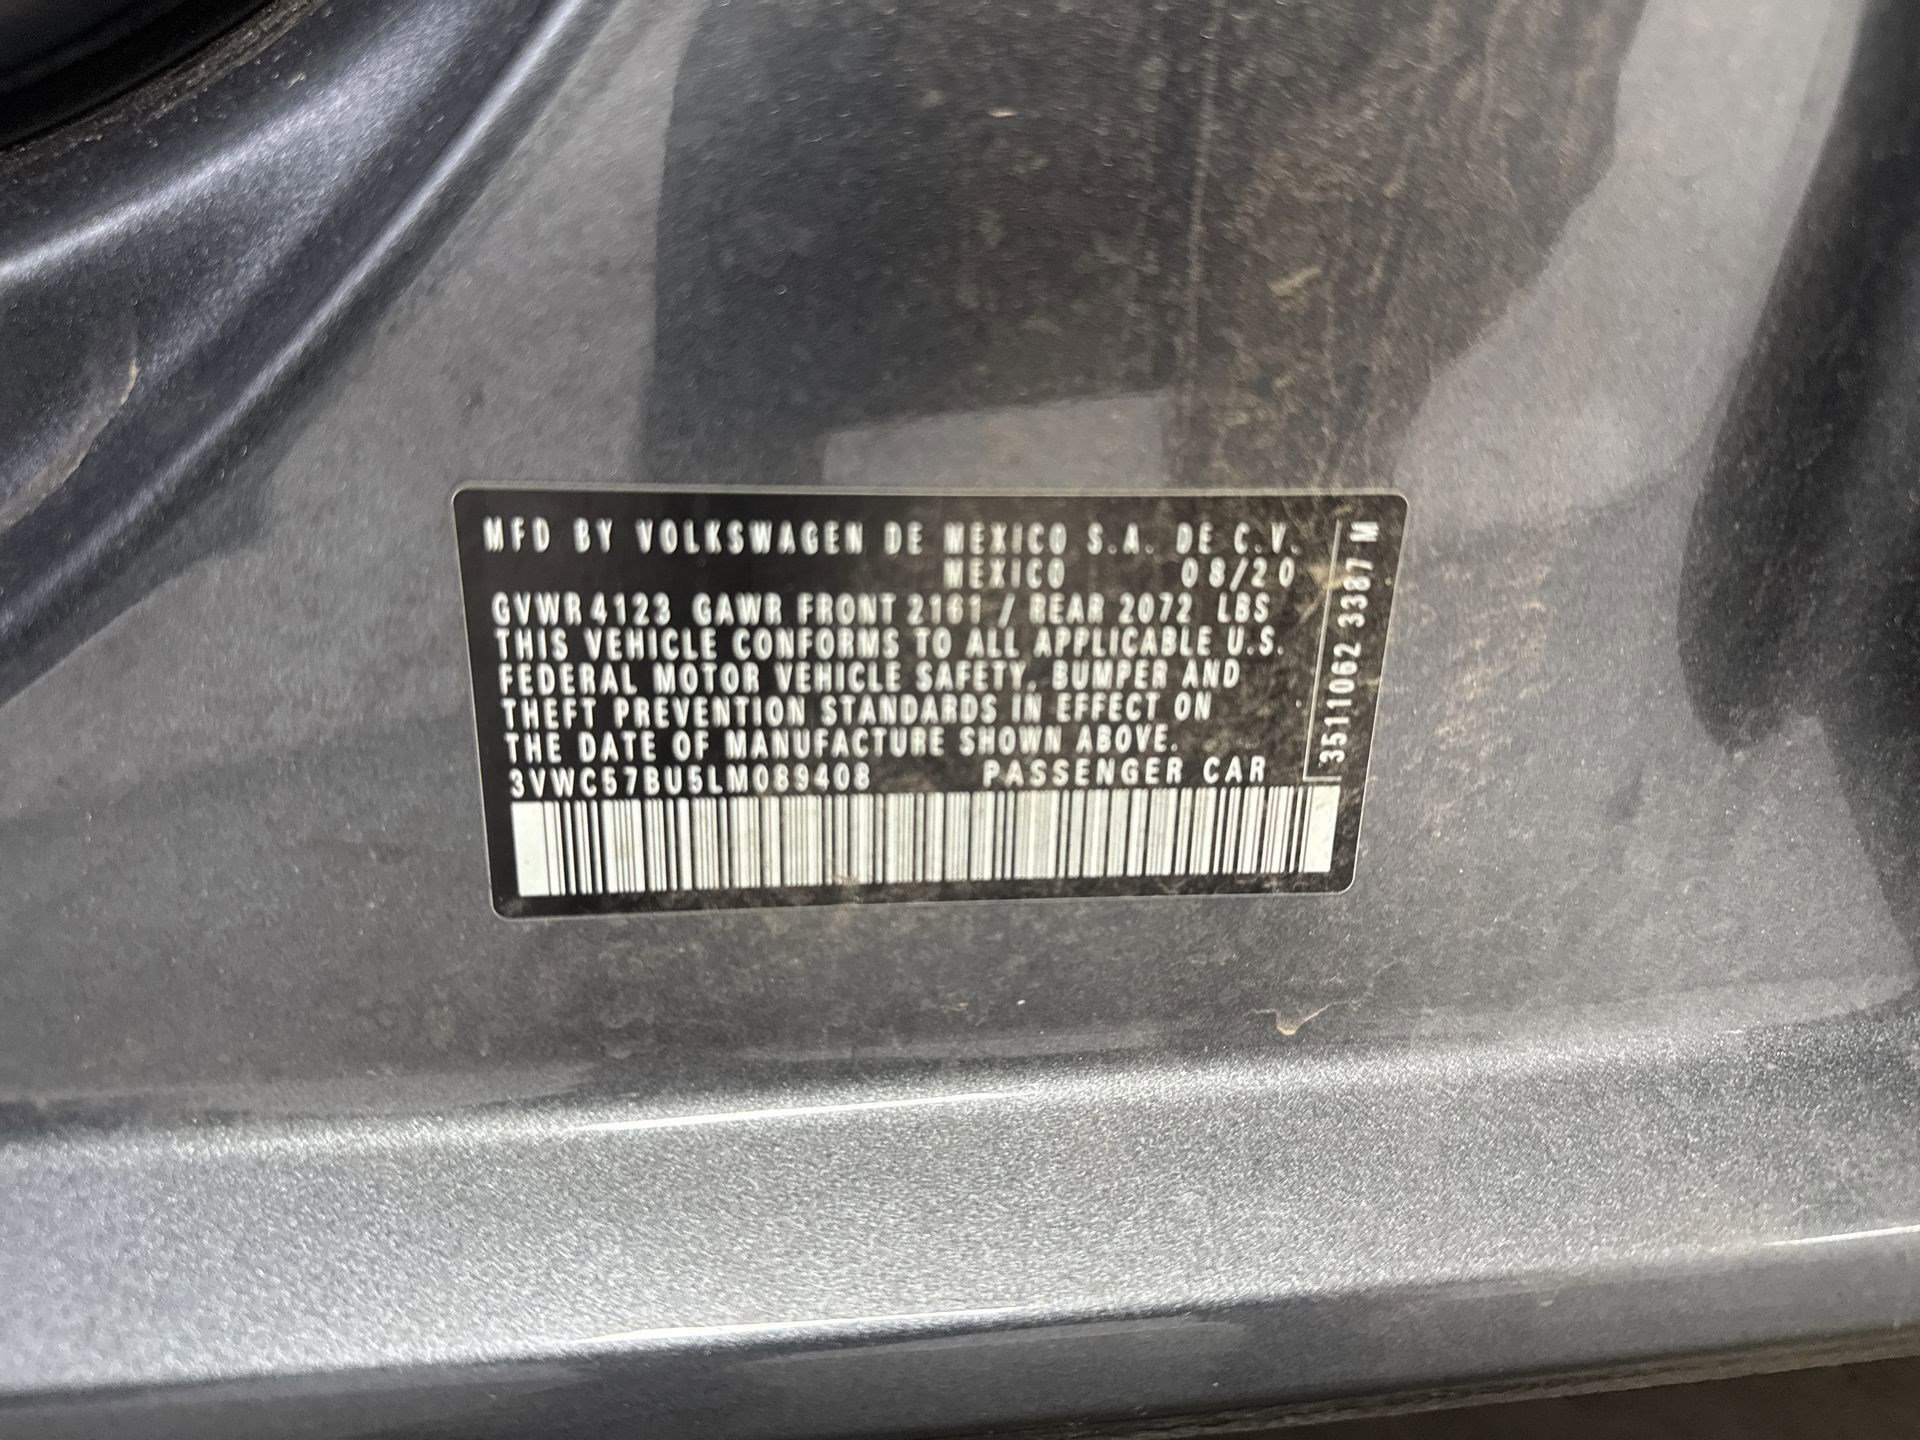 MFD BY VOLKSWAGEN DE MEXICO S.A. DE C.V.
MEXICO 08/20
GVWR 4123 GAWR FRONT 2161 / REAR 2072 LBS
THIS VEHICLE CONFORMS TO ALL APPLICABLE U.S.
FEDERAL MOTOR VEHICLE SAFETY, BUMPER AND
THEFT PREVENTION STANDARDS IN EFFECT ON
THE DATE OF MANUFACTURE SHOWN ABOVE.
3VWC57BU5LM089408 PASSENGER CAR
3511062 3387 M